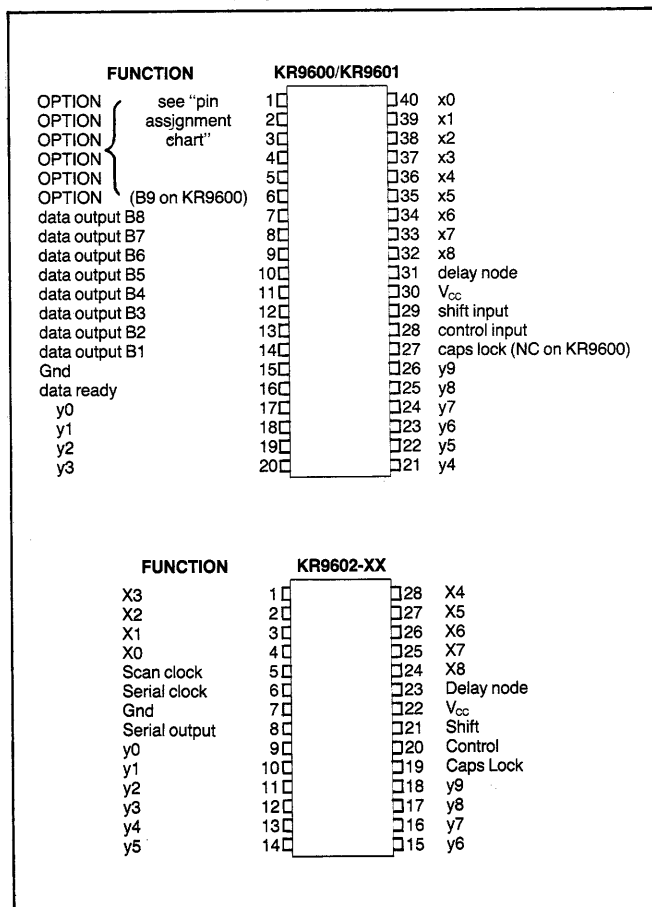 FUNCTION KR9600/KR9601
OPTION see "pin 1 40 x0
OPTION assignment 2 39 x1
OPTION chart" 3 38 x2
OPTION 4 37 x3
OPTION 5 36 x4
OPTION (B9 on KR9600) 6 35 x5
data output B8 7 34 x6
data output B7 8 33 x7
data output B6 9 32 x8
data output B5 10 31 delay node
data output B4 11 30 Vcc
data output B3 12 29 shift input
data output B2 13 28 control input
data output B1 14 27 caps lock (NC on KR9600)
Gnd 15 26 y9
data ready 16 25 y8
y0 17 24 y7
y1 18 23 y6
y2 19 22 y5
y3 20 21 y4
FUNCTION KR9602-XX
X3 1 28 X4
X2 2 27 X5
X1 3 26 X6
X0 4 25 X7
Scan clock 5 24 X8
Serial clock 6 23 Delay node
Gnd 7 22 Vcc
Serial output 8 21 Shift
y0 9 20 Control
y1 10 19 Caps Lock
y2 11 18 y9
y3 12 17 y8
y4 13 16 y7
y5 14 15 y6